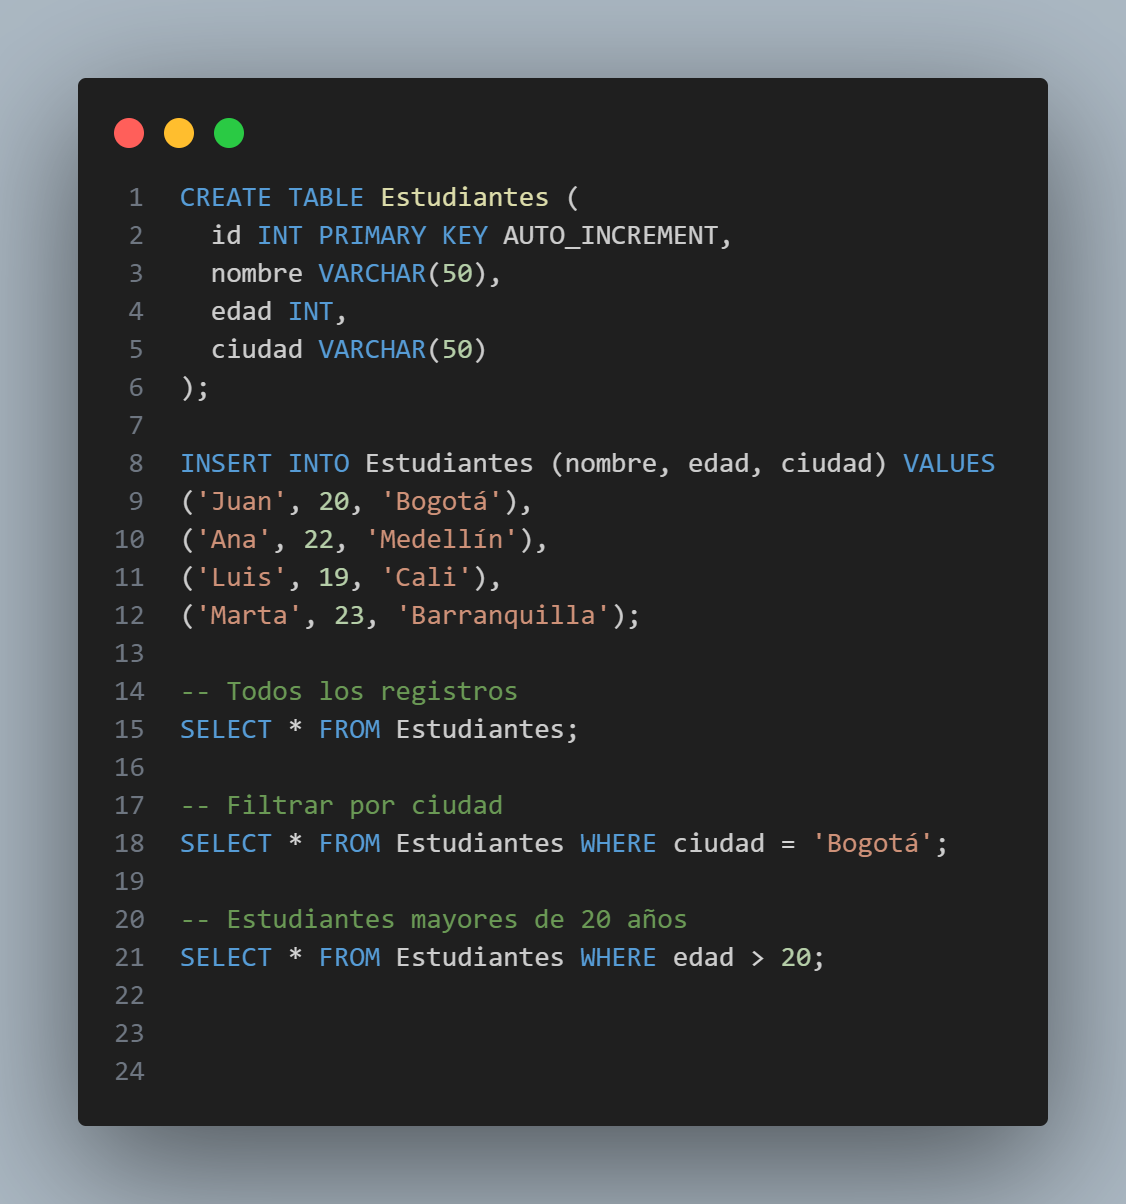 1 CREATE TABLE Estudiantes (
2   id INT PRIMARY KEY AUTO_INCREMENT,
3   nombre VARCHAR(50),
4   edad INT,
5   ciudad VARCHAR(50)
6 );
7
8 INSERT INTO Estudiantes (nombre, edad, ciudad) VALUES
9 ('Juan', 20, 'Bogotá'),
10 ('Ana', 22, 'Medellín'),
11 ('Luis', 19, 'Cali'),
12 ('Marta', 23, 'Barranquilla');
13
14 -- Todos los registros
15 SELECT * FROM Estudiantes;
16
17 -- Filtrar por ciudad
18 SELECT * FROM Estudiantes WHERE ciudad = 'Bogotá';
19
20 -- Estudiantes mayores de 20 años
21 SELECT * FROM Estudiantes WHERE edad > 20;
22
23
24